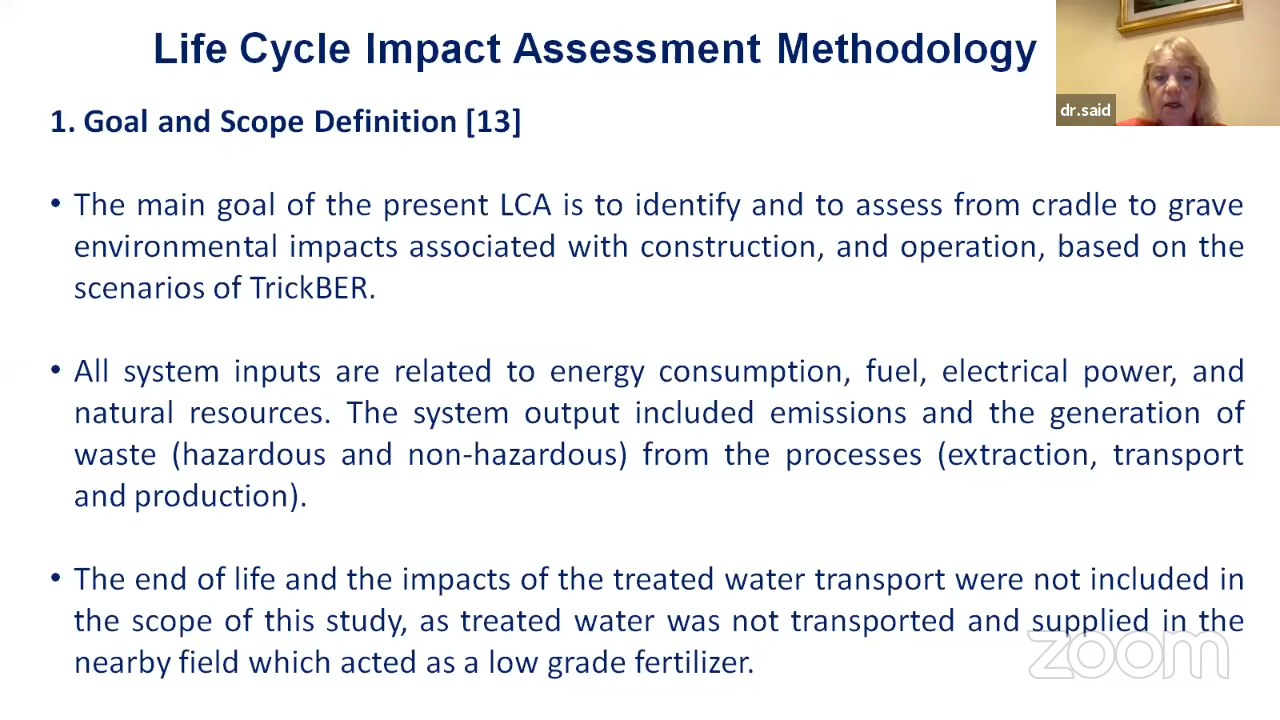 Life Cycle Impact Assessment Methodology
dr.said
1. Goal and Scope Definition [13]
• The main goal of the present LCA is to identify and to assess from cradle to grave
environmental impacts associated with construction, and operation, based on the
scenarios of TrickBER.
• All system inputs are related to energy consumption, fuel, electrical power, and
natural resources. The system output included emissions and the generation of
waste (hazardous and non-hazardous) from the processes (extraction, transport
and production).
• The end of life and the impacts of the treated water transport were not included in
the scope of this study, as treated water was not transported and supplied in the
nearby field which acted as a low grade fertilizer.
zoom